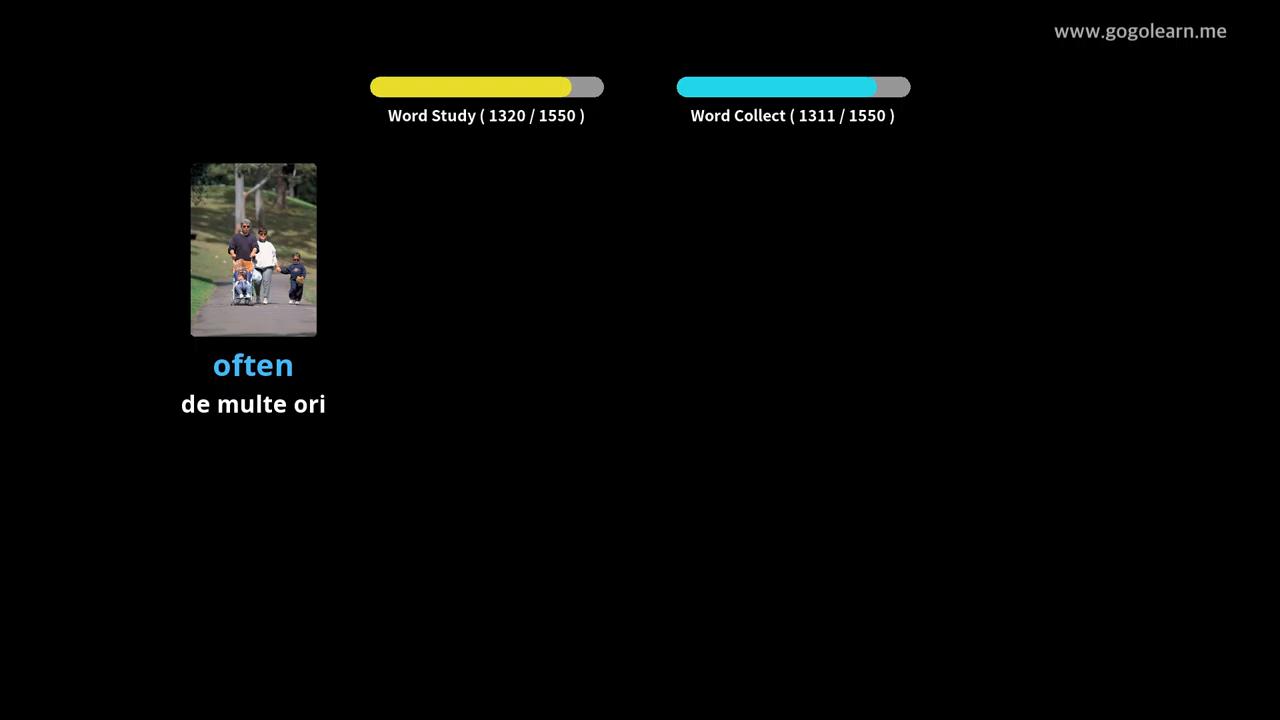 www.gogolearn.me
Word Study ( 1320 / 1550 )
Word Collect ( 1311 / 1550 )
often
de multe ori